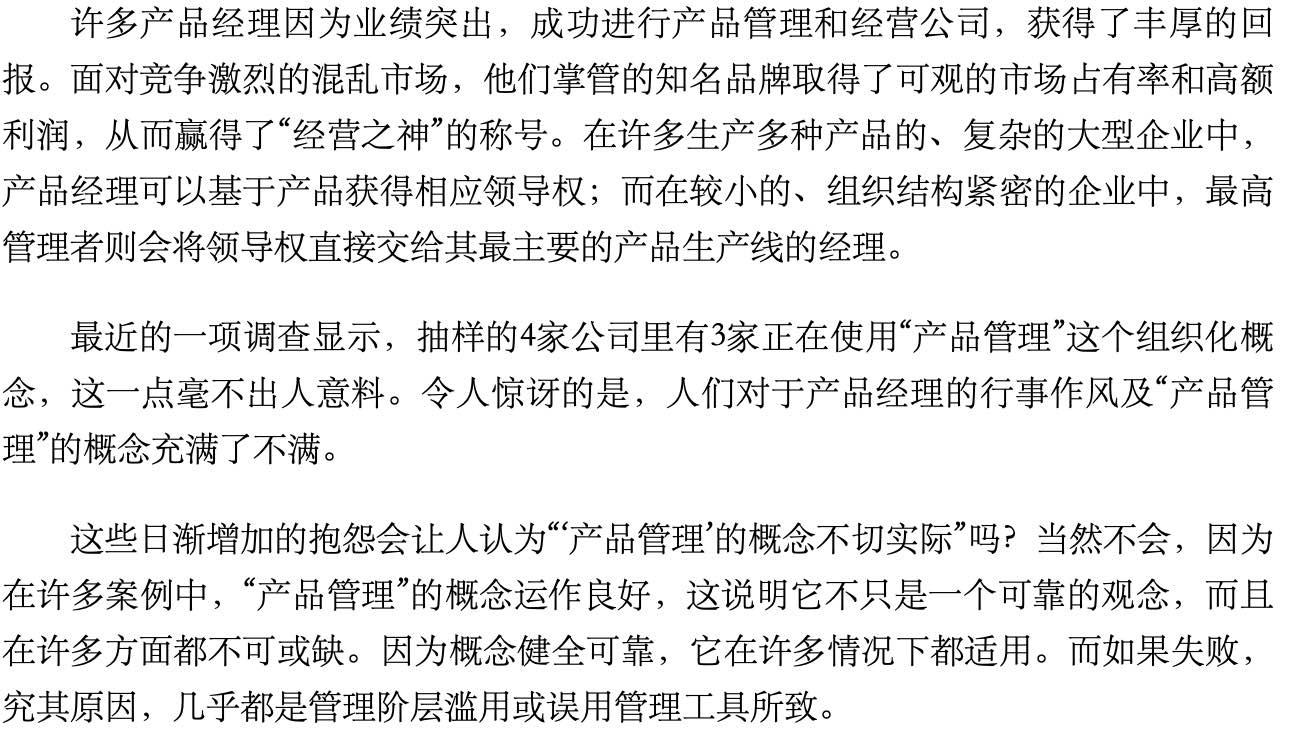 许多产品经理因为业绩突出，成功进行产品管理和经营公司，获得了丰厚的回
报。面对竞争激烈的混乱市场，他们掌管的知名品牌取得了可观的市场占有率和高额
利润，从而赢得了“经营之神”的称号。在许多生产多种产品的、复杂的大型企业中，
产品经理可以基于产品获得相应领导权；而在较小的、组织结构紧密的企业中，最高
管理者则会将领导权直接交给其最主要的产品生产线的经理。
最近的一项调查显示，抽样的4家公司里有3家正在使用“产品管理”这个组织化概
念，这一点毫不出人意料。令人惊讶的是，人们对于产品经理的行事作风及“产品管
理”的概念充满了不满。
这些日渐增加的抱怨会让人认为“‘产品管理’的概念不切实际”吗？当然不会，因为
在许多案例中，“产品管理”的概念运作良好，这说明它不只是一个可靠的观念，而且
在许多方面都不可或缺。因为概念健全可靠，它在许多情况下都适用。而如果失败，
究其原因，几乎都是管理阶层滥用或误用管理工具所致。